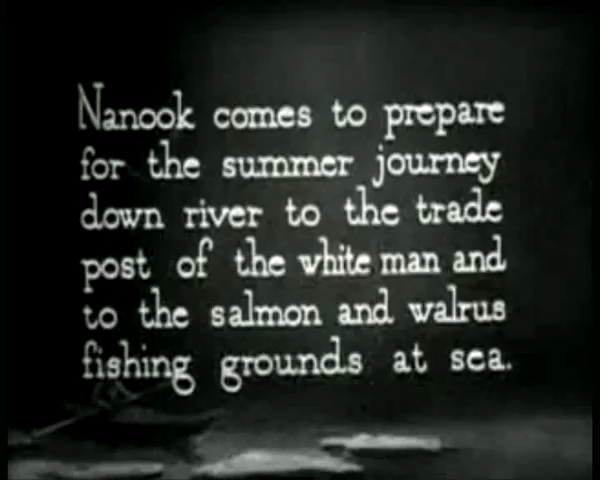 Nanook comes to prepare
for the summer journey
down river to the trade
post of the white man and
to the salmon and walrus
fishing grounds at sea.